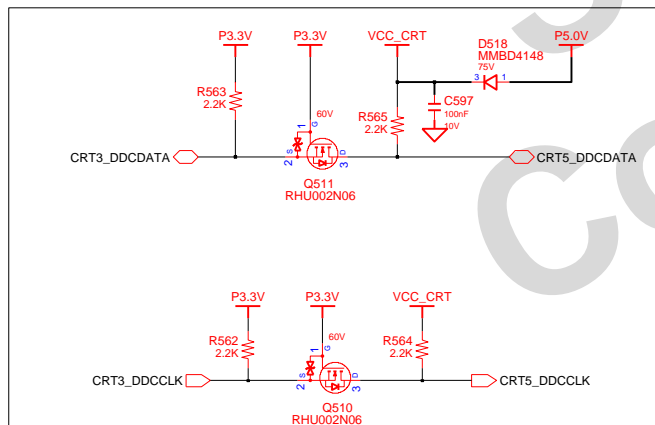 P3.3V P3.3V VCC_CRT D518 P5.0V
MMBD4148
75V
3 1
R563
2.2K
C597
100nF
10V
R565
2.2K
60V
1 G
CRT3_DDCDATA 2 S 3 D CRT5_DDCDATA
Q511
RHU002N06
P3.3V P3.3V VCC_CRT
R562
2.2K
60V
1 G
R564
2.2K
CRT3_DDCCLK 2 S 3 D CRT5_DDCCLK
Q510
RHU002N06